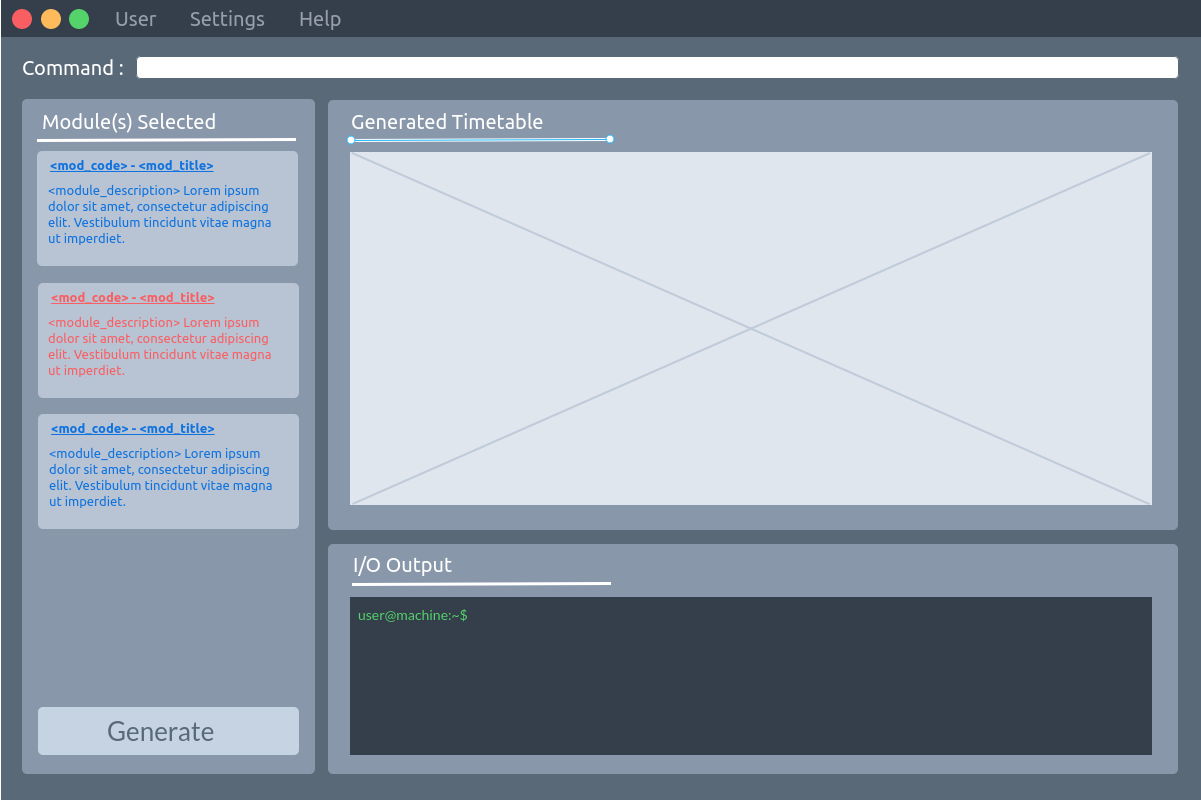 User Settings Help
Command :
Module(s) Selected
<mod_code> - <mod_title>
<module_description> Lorem ipsum
dolor sit amet, consectetur adipiscing
elit. Vestibulum tincidunt vitae magna
ut imperdiet.
<mod_code> - <mod_title>
<module_description> Lorem ipsum
dolor sit amet, consectetur adipiscing
elit. Vestibulum tincidunt vitae magna
ut imperdiet.
<mod_code> - <mod_title>
<module_description> Lorem ipsum
dolor sit amet, consectetur adipiscing
elit. Vestibulum tincidunt vitae magna
ut imperdiet.
Generate
Generated Timetable
I/O Output
user@machine:~$